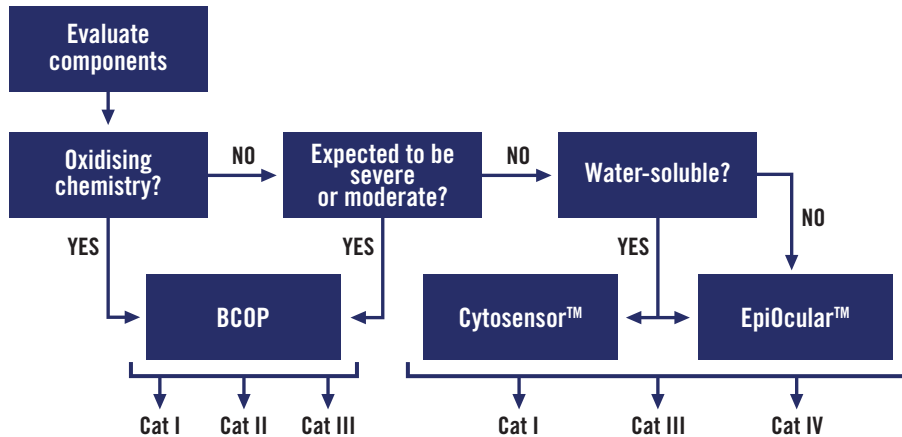 Evaluate
components
Oxidising
chemistry?
NO
Expected to be
severe
or moderate?
NO
Water-soluble?
NO
YES
YES
YES
BCOP
Cytosensor™
EpiOcular™
Cat I
Cat II
Cat III
Cat I
Cat III
Cat IV